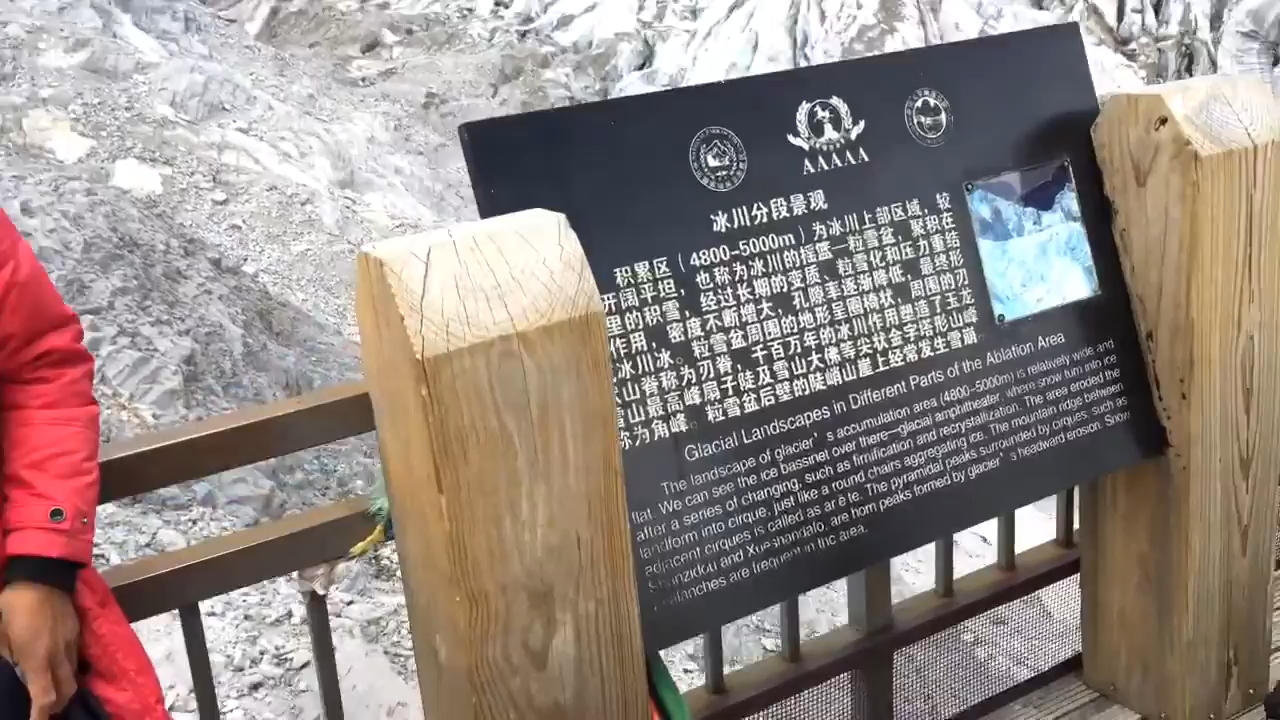 AAAAA
冰川分段景观
积累区（4800-5000m）为冰川上部区域，较
开阔平坦，也称为冰川的摇篮—粒雪盆，聚积在
里的积雪，经过长期的变质、粒雪化和压力重结
作用，密度不断增大，孔隙率逐渐降低，最终形
冰川冰。粒雪盆周围的地形呈圈椅状，周围的刃
山脊称为刃脊，千百万年的冰川作用塑造了玉龙
雪山最高峰扇子陡及雪山大佛等尖状金字塔形山峰
称为角峰。粒雪盆后壁的陡峭山崖上经常发生雪崩
Glacial Landscapes in Different Parts of the Ablation Area
The landscape of glacier's accumulation area (4800-5000m) is relatively wide and
flat. We can see the ice bassinet over there—glacial amphitheater, where snow turn into ice
after a series of changing, such as firnification and recrystallization. The area eroded the
landform into cirque, just like a round chairs aggregating ice. The mountain ridge between
adjacent cirques is called as ar ê te. The pyramidal peaks surrounded by cirques, such as
Shanzidou and Xueshandafo, are horn peaks formed by glacier's headward erosion. Snow
avalanches are frequent in the area.